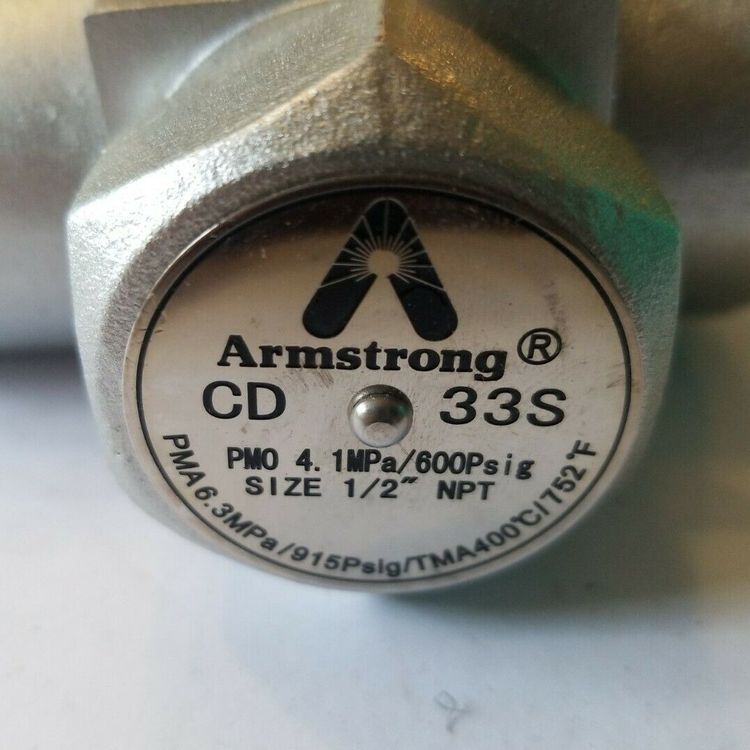 Armstrong®
CD 33S
PMO 4.1MPa/600Psig
SIZE 1/2" NPT
PMA6.3MPa/915Psig/TMA400℃/752°F